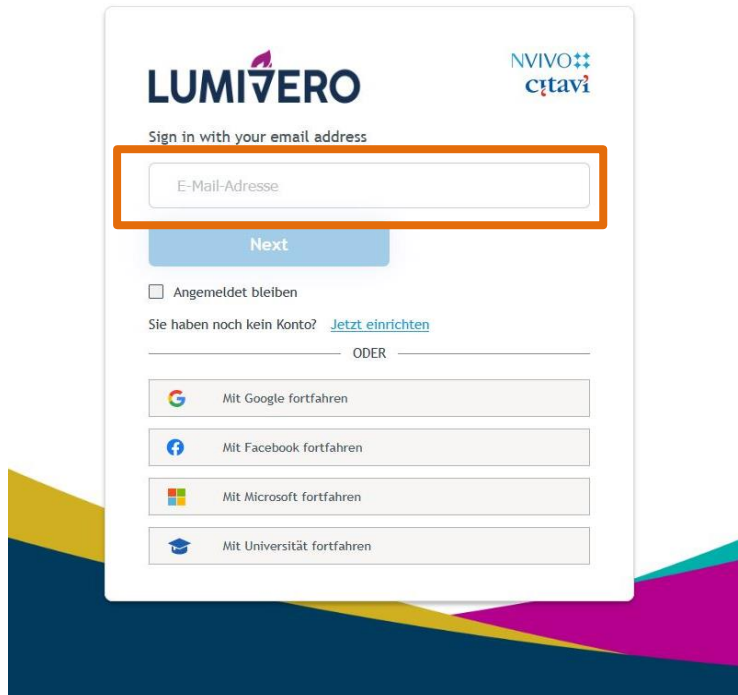 LUMIVERO
NVIVO
cıtavi
Sign in with your email address
E-Mail-Adresse
Next
Angemeldet bleiben
Sie haben noch kein Konto? Jetzt einrichten
ODER
Mit Google fortfahren
Mit Facebook fortfahren
Mit Microsoft fortfahren
Mit Universität fortfahren